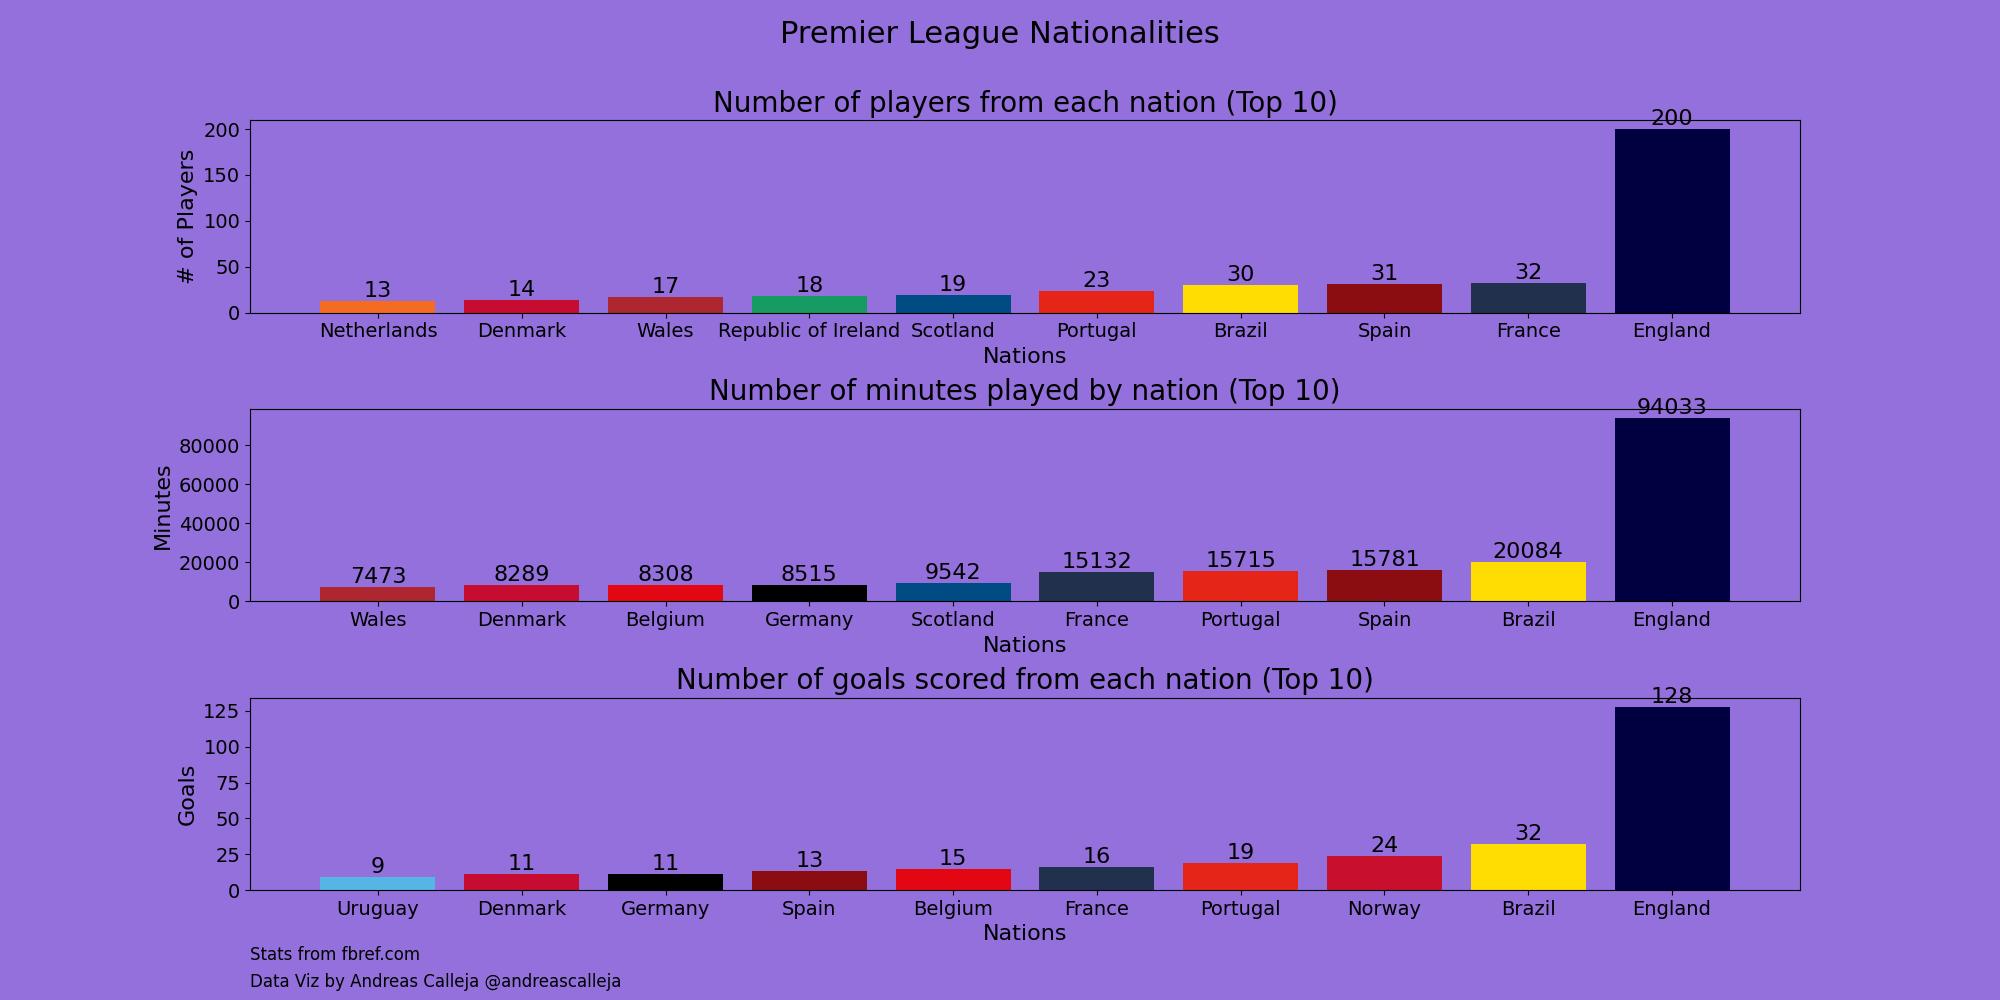 Premier League Nationalities
Number of players from each nation (Top 10)
# of Players
200
150
100
50
0
13 14 17 18 19 23 30 31 32 200
Netherlands Denmark Wales Republic of Ireland Scotland Portugal Brazil Spain France England
Nations
Number of minutes played by nation (Top 10)
Minutes
80000
60000
40000
20000
0
7473 8289 8308 8515 9542 15132 15715 15781 20084 94033
Wales Denmark Belgium Germany Scotland France Portugal Spain Brazil England
Nations
Number of goals scored from each nation (Top 10)
Goals
125
100
75
50
25
0
9 11 11 13 15 16 19 24 32 128
Uruguay Denmark Germany Spain Belgium France Portugal Norway Brazil England
Nations
Stats from fbref.com
Data Viz by Andreas Calleja @andreascalleja